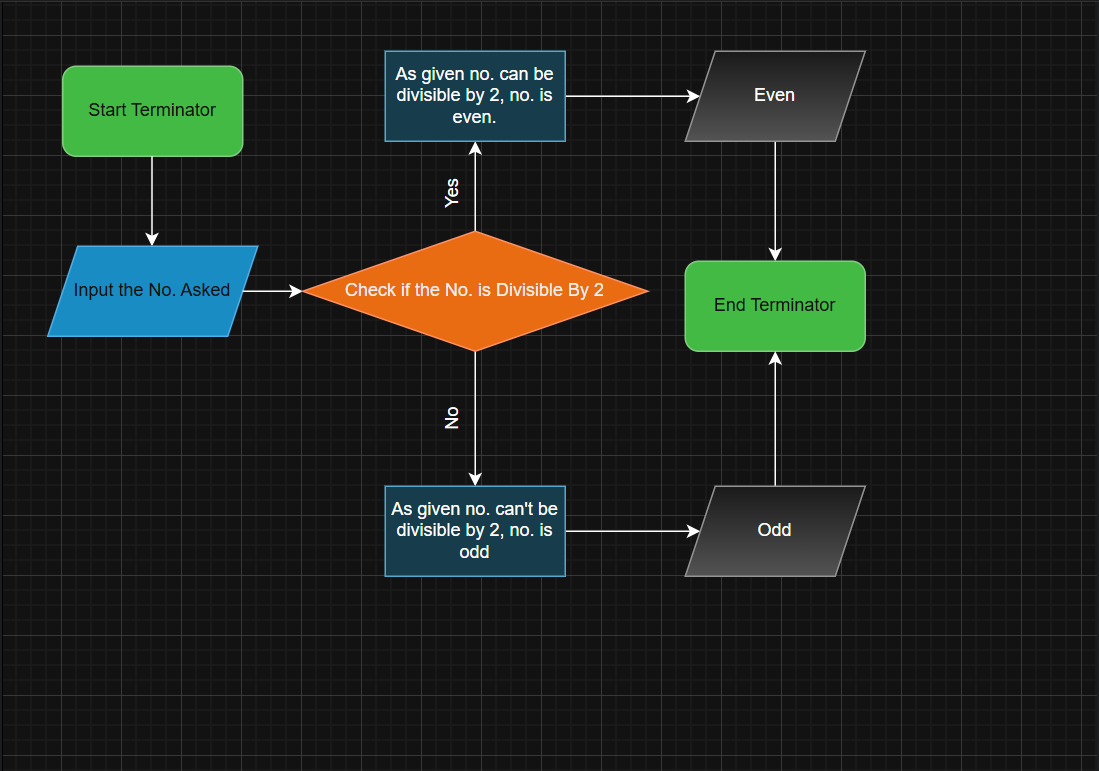 Start Terminator
Input the No. Asked
Check if the No. is Divisible By 2
Yes
As given no. can be
divisible by 2, no. is
even.
Even
No
As given no. can't be
divisible by 2, no. is
odd
Odd
End Terminator